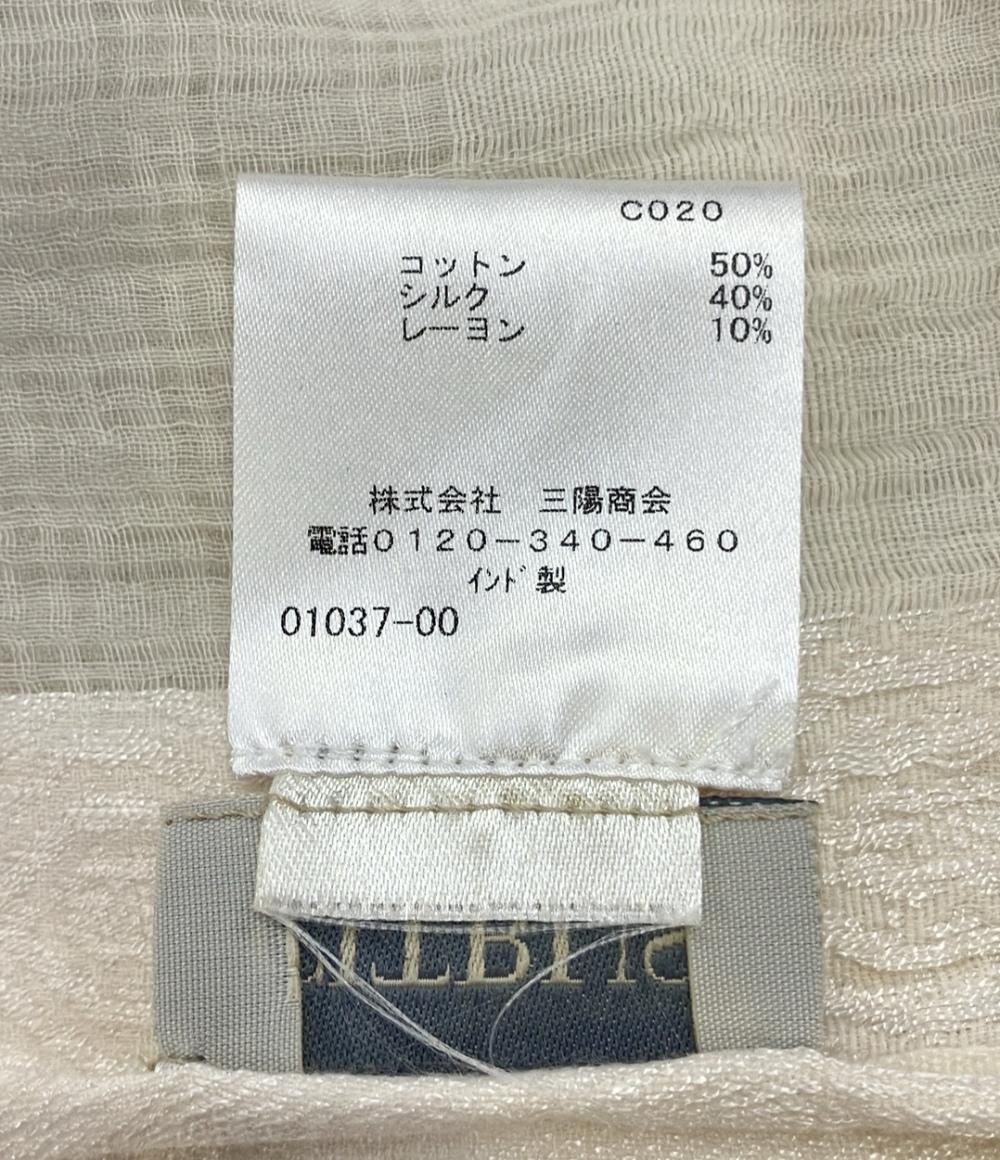 C020
コットン 50%
シルク 40%
レーヨン 10%
株式会社 三陽商会
電話0120-340-460
インド製
01037-00